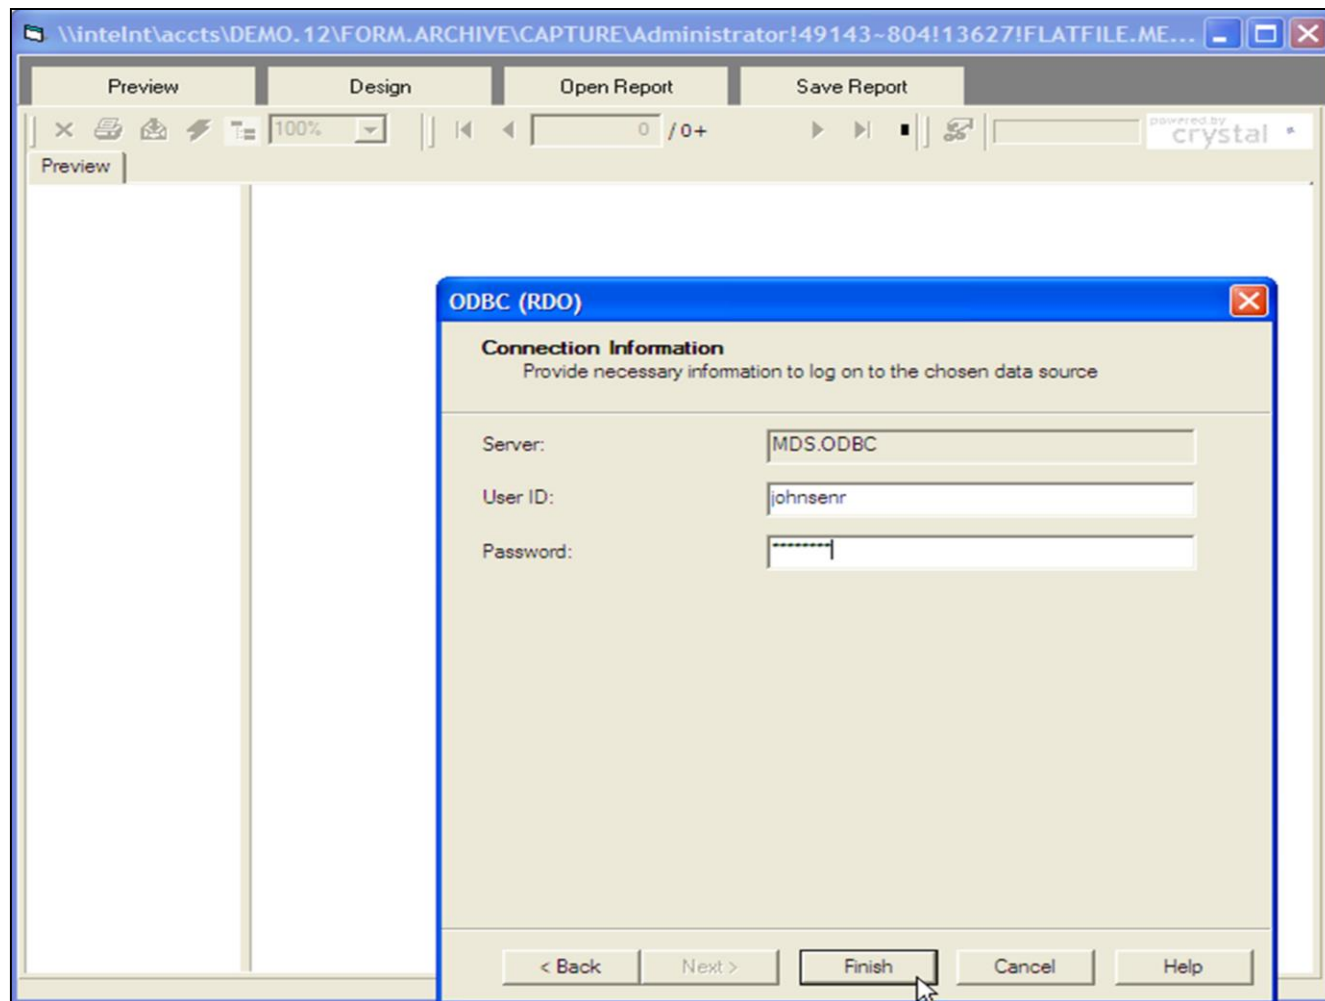 \\intelnt\accts\DEMO.12\FORM.ARCHIVE\CAPTURE\Administrator!49143~804!13627!FLATFILE.ME...
Preview Design Open Report Save Report
100% 0 / 0+ powered by crystal
Preview
ODBC (RDO)
Connection Information
Provide necessary information to log on to the chosen data source
Server: MDS.ODBC
User ID: johnsenr
Password: --------
< Back Next > Finish Cancel Help